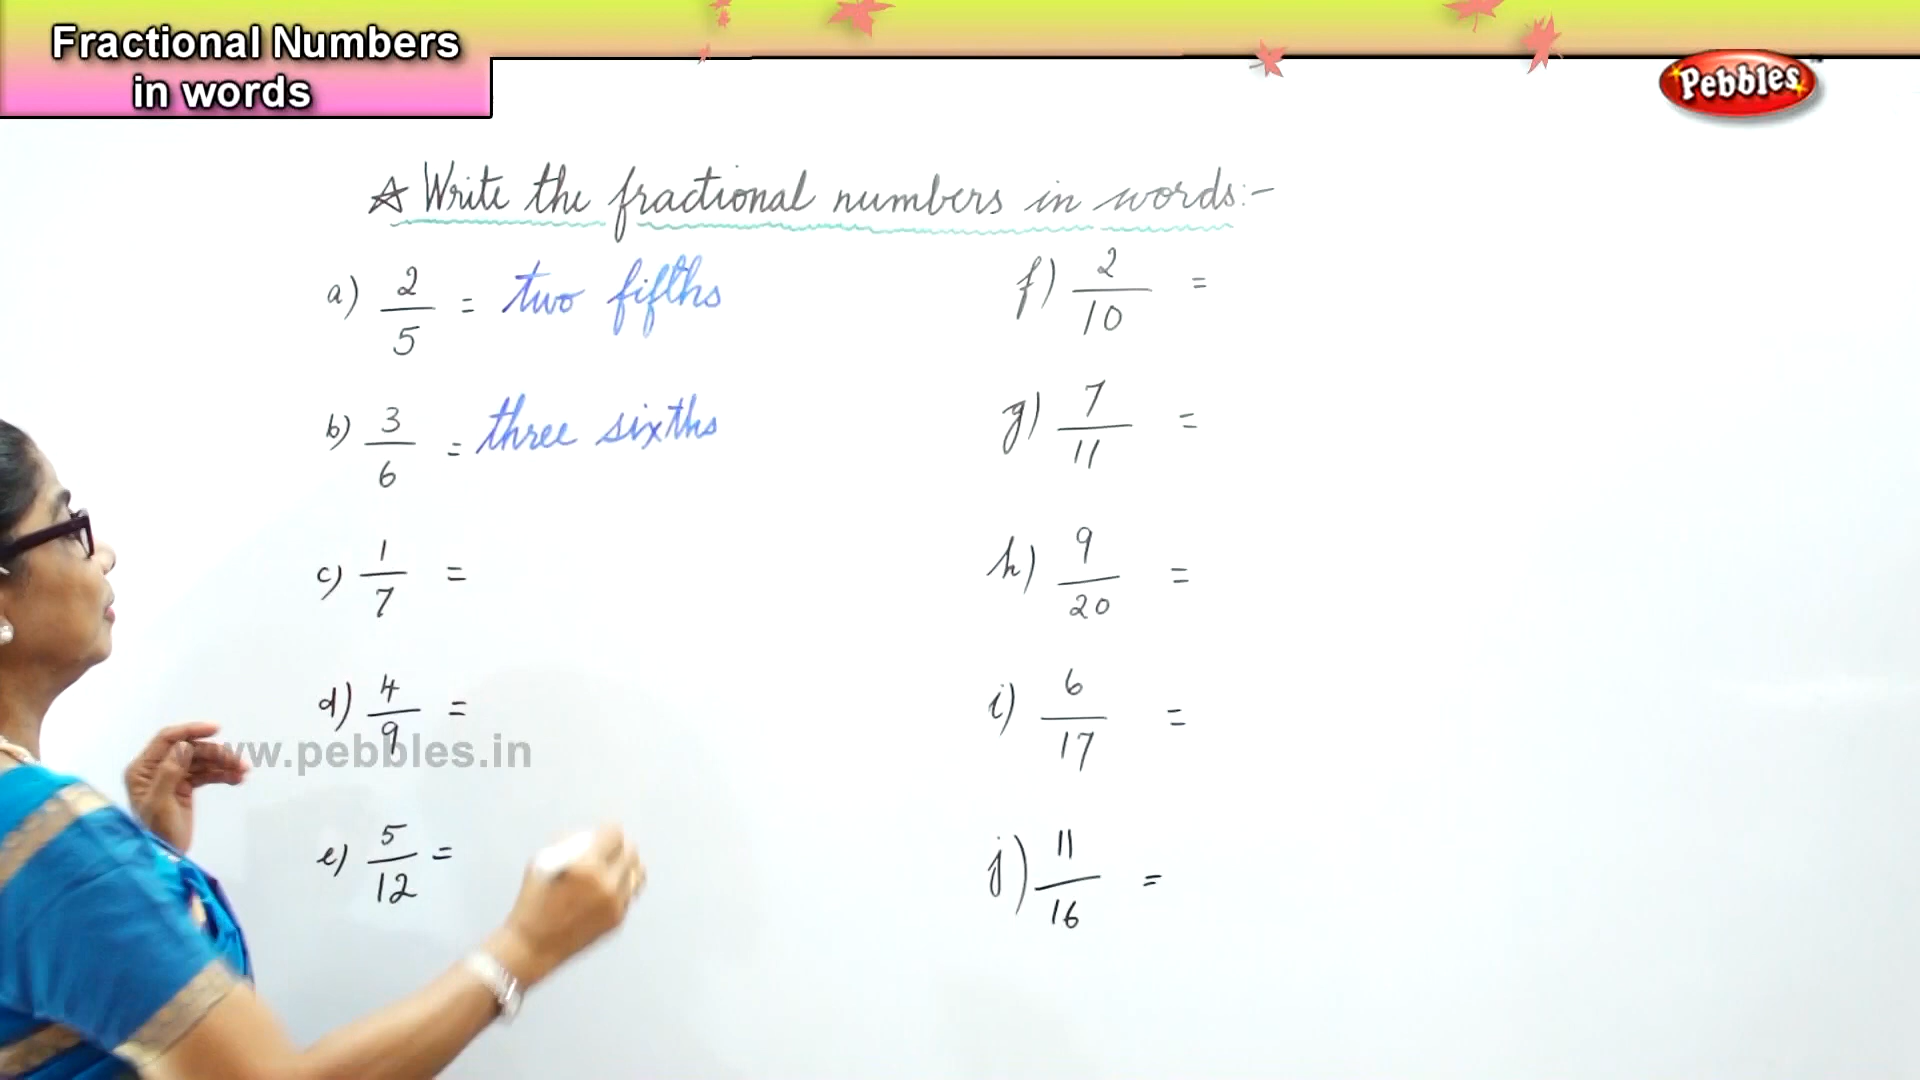 Fractional Numbers
in words
Pebbles
☆ Write the fractional numbers in words:-
a) 2/5 = two fifths
b) 3/6 = three sixths
c) 1/7 =
d) 4/9 =
e) 5/12 =
f) 2/10 =
g) 7/11 =
h) 9/20 =
i) 6/17 =
j) 11/16 =
www.pebbles.in